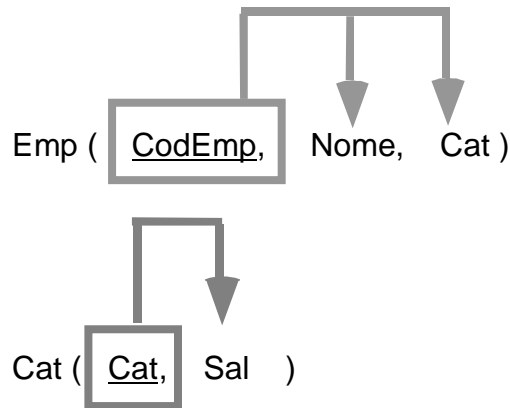 Emp ( CodEmp, Nome, Cat )
Cat ( Cat, Sal )